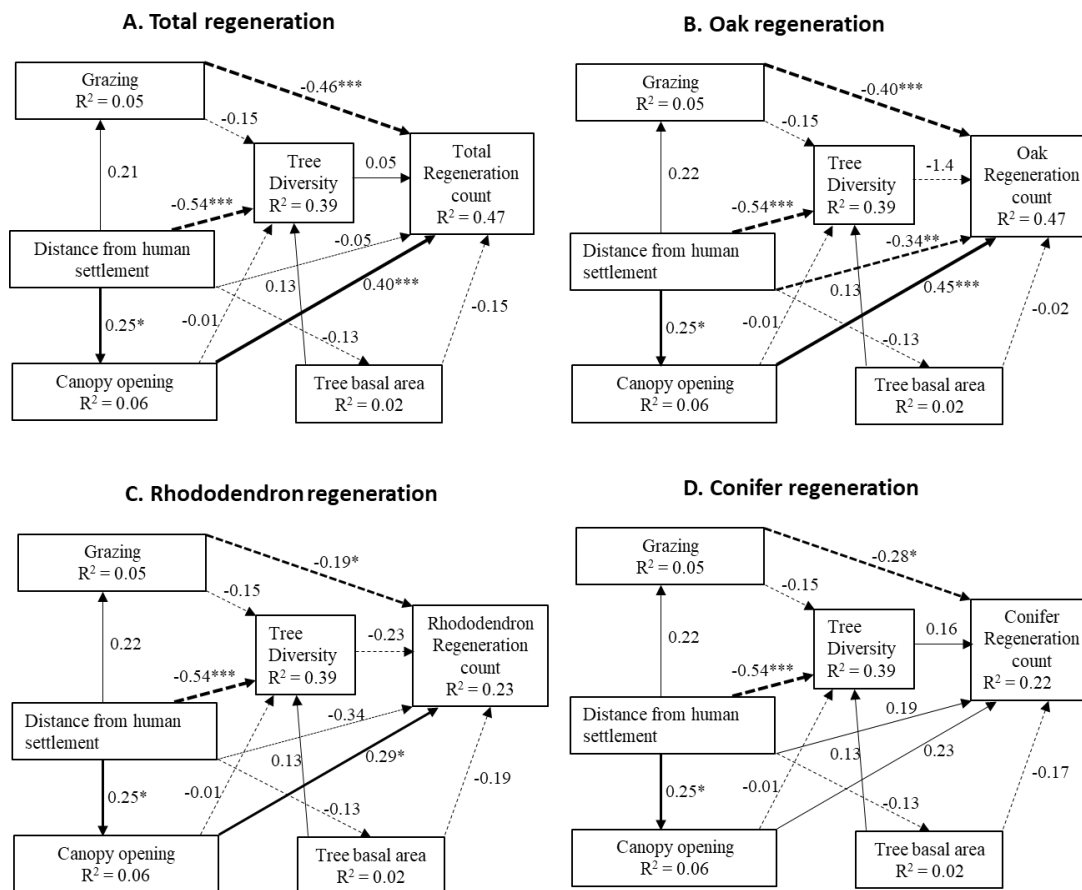 A. Total regeneration
Grazing
R² = 0.05
-0.46***
-0.15
0.21
Tree
Diversity
R² = 0.39
0.05
Total
Regeneration
count
R² = 0.47
-0.54***
Distance from human
settlement
-0.05
0.13
0.40***
-0.15
0.25*
-0.01
-0.13
Canopy opening
R² = 0.06
Tree basal area
R² = 0.02
B. Oak regeneration
Grazing
R² = 0.05
-0.40***
-0.15
0.22
Tree
Diversity
R² = 0.39
-1.4
Oak
Regeneration
count
R² = 0.47
-0.54***
Distance from human
settlement
-0.34**
0.13
0.45***
-0.02
0.25*
-0.01
-0.13
Canopy opening
R² = 0.06
Tree basal area
R² = 0.02
C. Rhododendron regeneration
Grazing
R² = 0.05
-0.19*
-0.15
0.22
Tree
Diversity
R² = 0.39
-0.23
Rhododendron
Regeneration
count
R² = 0.23
-0.54***
Distance from human
settlement
-0.34
0.13
0.29*
-0.19
0.25*
-0.01
-0.13
Canopy opening
R² = 0.06
Tree basal area
R² = 0.02
D. Conifer regeneration
Grazing
R² = 0.05
-0.28*
-0.15
0.22
Tree
Diversity
R² = 0.39
0.16
Conifer
Regeneration
count
R² = 0.22
-0.54***
Distance from human
settlement
0.19
0.13
0.23
-0.17
0.25*
-0.01
-0.13
Canopy opening
R² = 0.06
Tree basal area
R² = 0.02